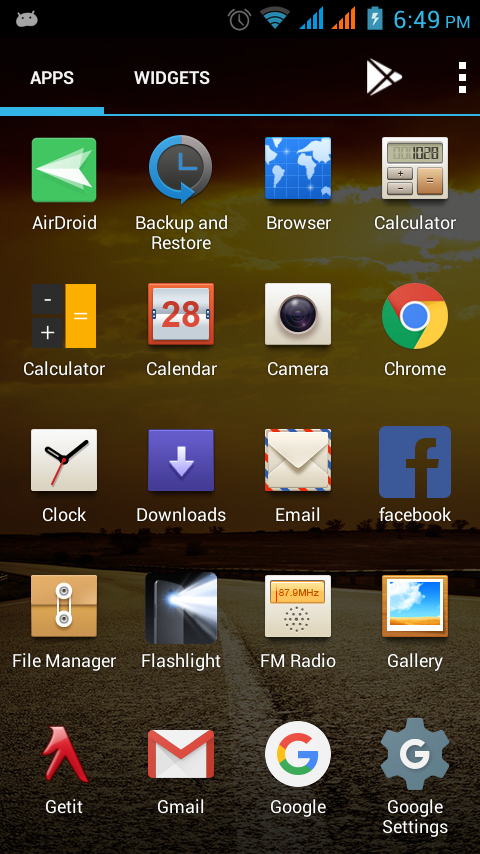 6:49 PM
APPS WIDGETS
AirDroid Backup and Restore Browser Calculator
1028
Calculator Calendar Camera Chrome
28
Clock Downloads Email facebook
File Manager Flashlight FM Radio Gallery
87.9MHz
Getit Gmail Google Google Settings